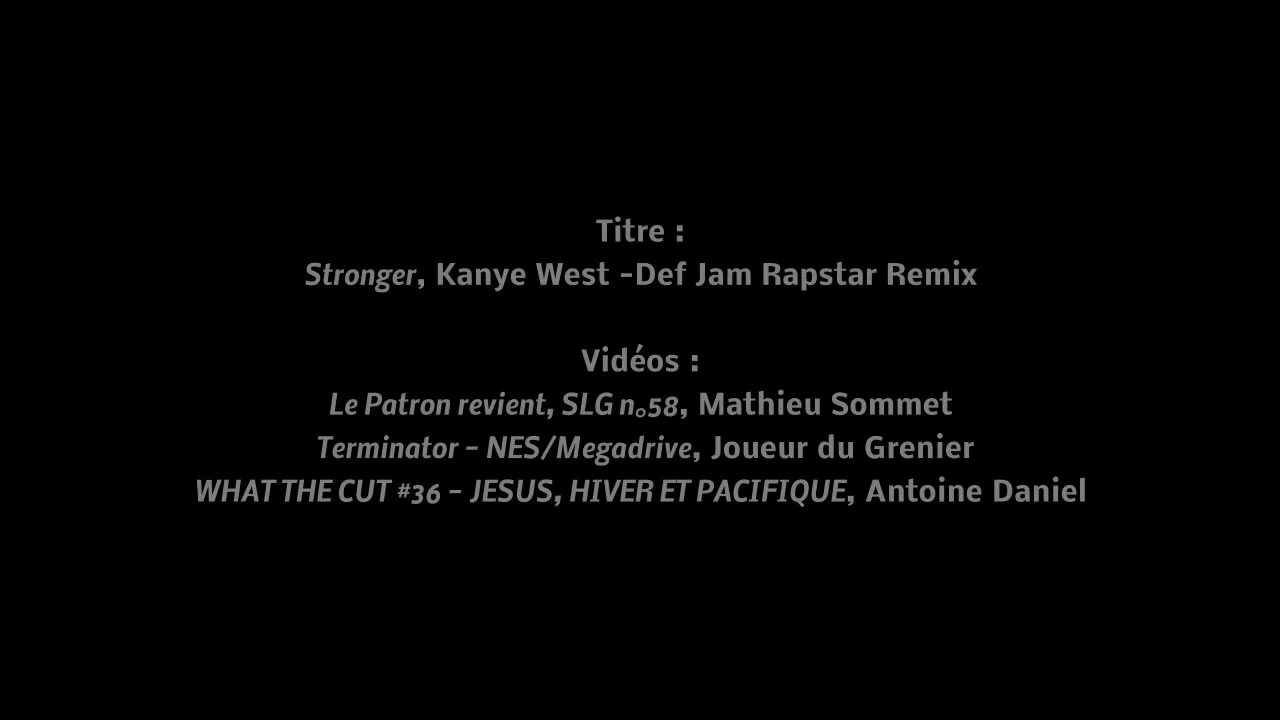 Titre :
Stronger, Kanye West -Def Jam Rapstar Remix
Vidéos :
Le Patron revient, SLG n°58, Mathieu Sommet
Terminator - NES/Megadrive, Joueur du Grenier
WHAT THE CUT #36 - JESUS, HIVER ET PACIFIQUE, Antoine Daniel